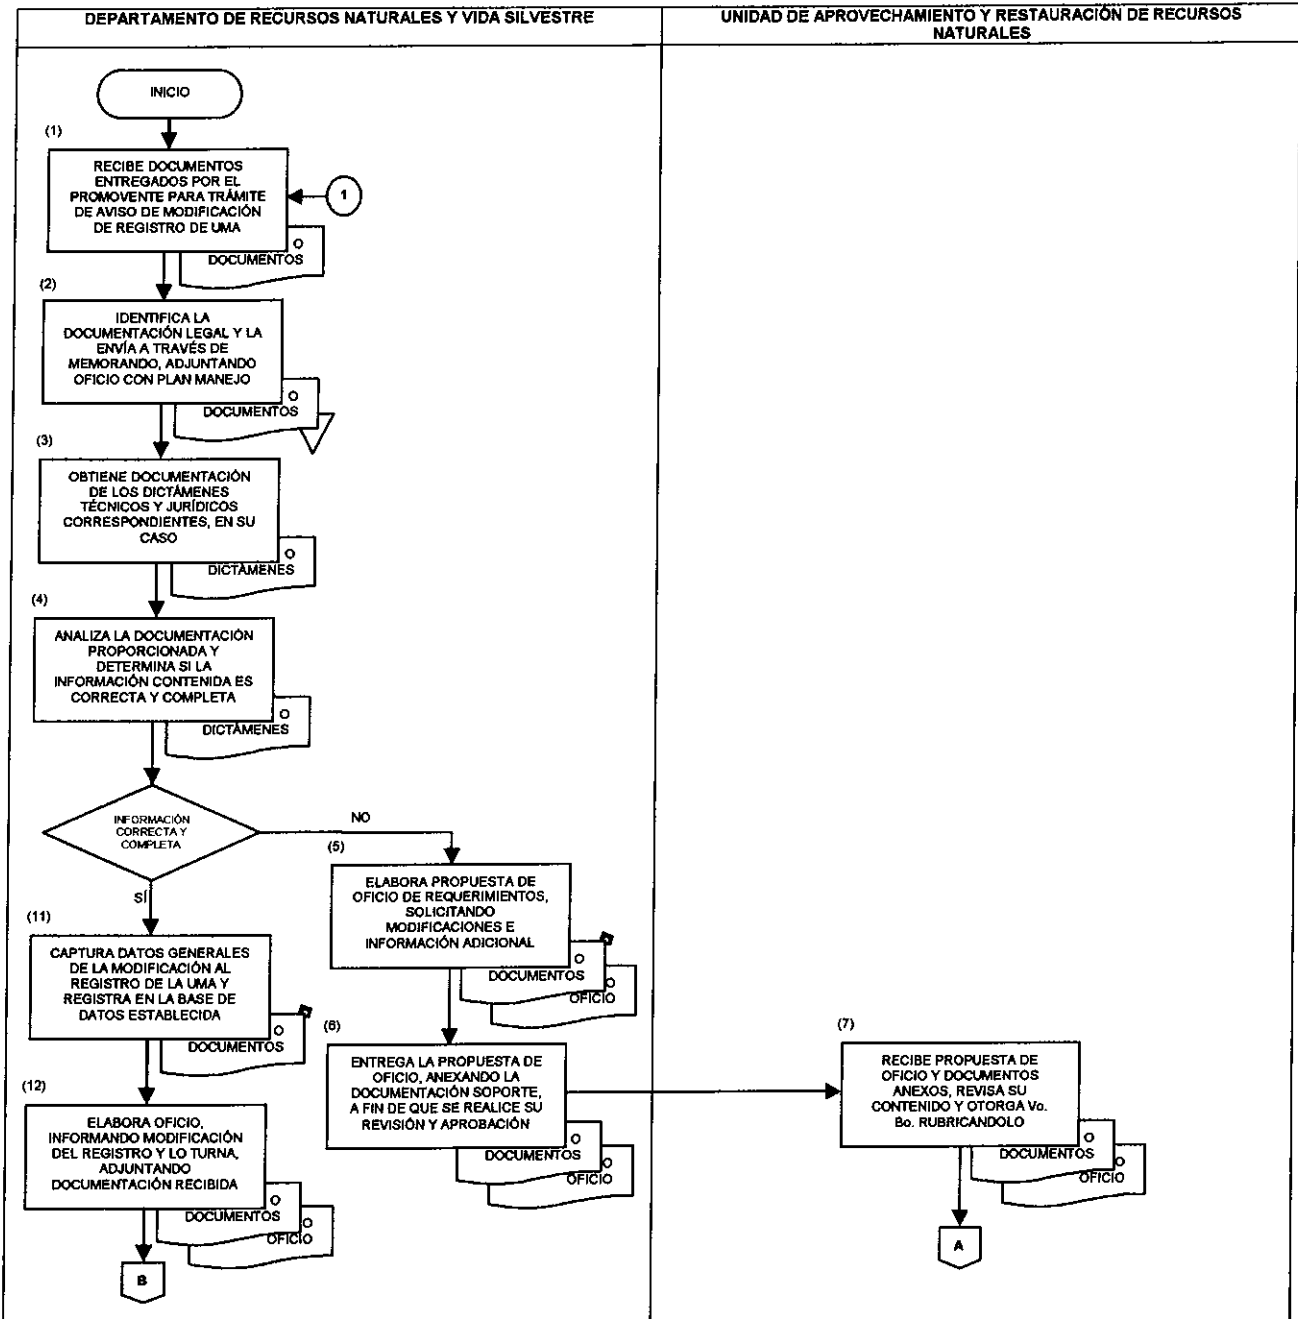 DEPARTAMENTO DE RECURSOS NATURALES Y VIDA SILVESTRE
UNIDAD DE APROVECHAMIENTO Y RESTAURACIÓN DE RECURSOS
NATURALES
INICIO
(1)
RECIBE DOCUMENTOS
ENTREGADOS POR EL
PROMOVENTE PARA TRÁMITE
DE AVISO DE MODIFICACIÓN
DE REGISTRO DE UMA
1
O
DOCUMENTOS
(2)
IDENTIFICA LA
DOCUMENTACIÓN LEGAL Y LA
ENVÍA A TRAVÉS DE
MEMORANDO, ADJUNTANDO
OFICIO CON PLAN MANEJO
O
DOCUMENTOS
(3)
OBTIENE DOCUMENTACIÓN
DE LOS DICTÁMENES
TÉCNICOS Y JURÍDICOS
CORRESPONDIENTES, EN SU
CASO
O
DICTÁMENES
(4)
ANALIZA LA DOCUMENTACIÓN
PROPORCIONADA Y
DETERMINA SI LA
INFORMACIÓN CONTENIDA ES
CORRECTA Y COMPLETA
O
DICTÁMENES
INFORMACIÓN
CORRECTA Y
COMPLETA
NO
SÍ
(5)
ELABORA PROPUESTA DE
OFICIO DE REQUERIMIENTOS,
SOLICITANDO
MODIFICACIONES E
INFORMACIÓN ADICIONAL
O
DOCUMENTOS
O
OFICIO
(11)
CAPTURA DATOS GENERALES
DE LA MODIFICACIÓN AL
REGISTRO DE LA UMA Y
REGISTRA EN LA BASE DE
DATOS ESTABLECIDA
O
DOCUMENTOS
(6)
ENTREGA LA PROPUESTA DE
OFICIO, ANEXANDO LA
DOCUMENTACIÓN SOPORTE,
A FIN DE QUE SE REALICE SU
REVISIÓN Y APROBACIÓN
O
DOCUMENTOS
O
OFICIO
(7)
RECIBE PROPUESTA DE
OFICIO Y DOCUMENTOS
ANEXOS, REVISA SU
CONTENIDO Y OTORGA Vo.
Bo. RUBRICANDOLO
O
DOCUMENTOS
O
OFICIO
A
(12)
ELABORA OFICIO,
INFORMANDO MODIFICACIÓN
DEL REGISTRO Y LO TURNA,
ADJUNTANDO
DOCUMENTACIÓN RECIBIDA
O
DOCUMENTOS
O
OFICIO
B